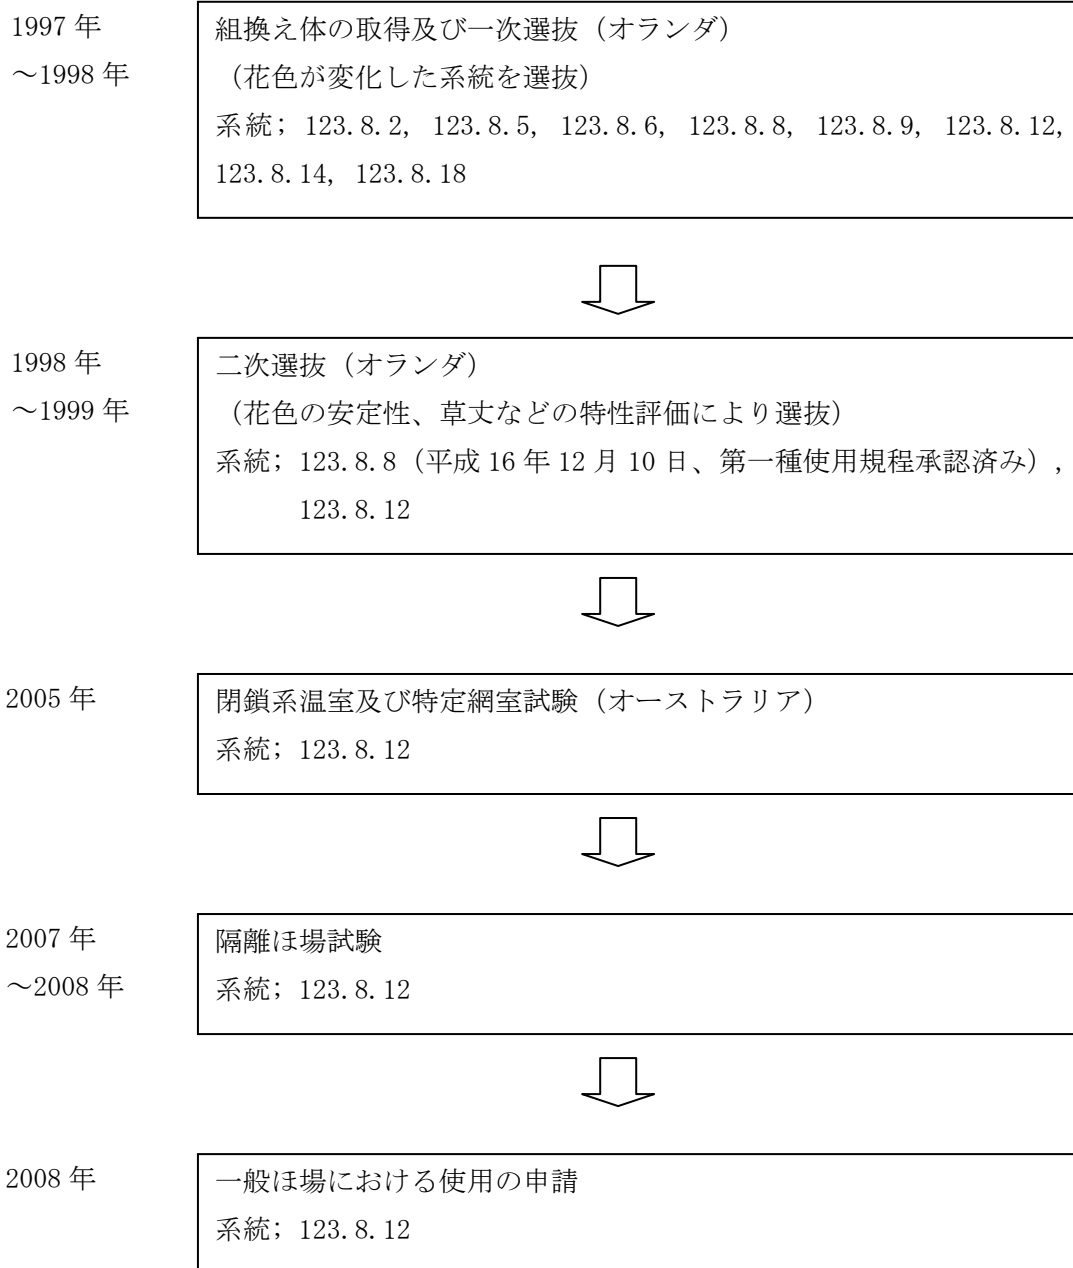 1997 年
～1998 年
組換え体の取得及び一次選抜（オランダ）
（花色が変化した系統を選抜）
系統; 123.8.2, 123.8.5, 123.8.6, 123.8.8, 123.8.9, 123.8.12,
123.8.14, 123.8.18
1998 年
～1999 年
二次選抜（オランダ）
（花色の安定性、草丈などの特性評価により選抜）
系統; 123.8.8（平成 16 年 12 月 10 日、第一種使用規程承認済み）,
123.8.12
2005 年
閉鎖系温室及び特定網室試験（オーストラリア）
系統; 123.8.12
2007 年
～2008 年
隔離ほ場試験
系統; 123.8.12
2008 年
一般ほ場における使用の申請
系統; 123.8.12